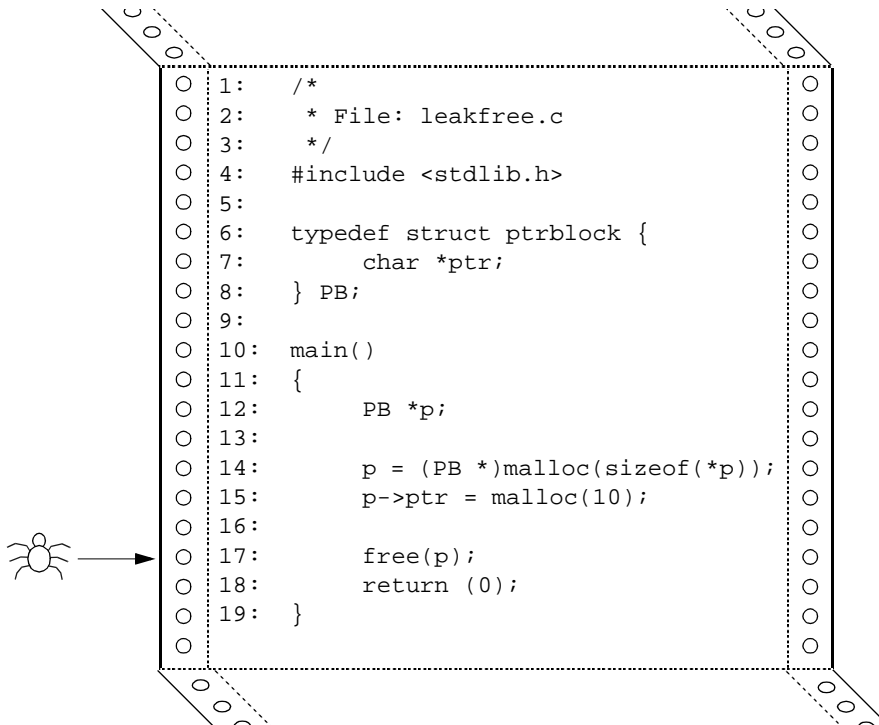 1: /*
2: * File: leakfree.c
3: */
4: #include <stdlib.h>
5:
6: typedef struct ptrblock {
7: char *ptr;
8: } PB;
9:
10: main()
11: {
12: PB *p;
13:
14: p = (PB *)malloc(sizeof(*p));
15: p->ptr = malloc(10);
16:
17: free(p);
18: return (0);
19: }